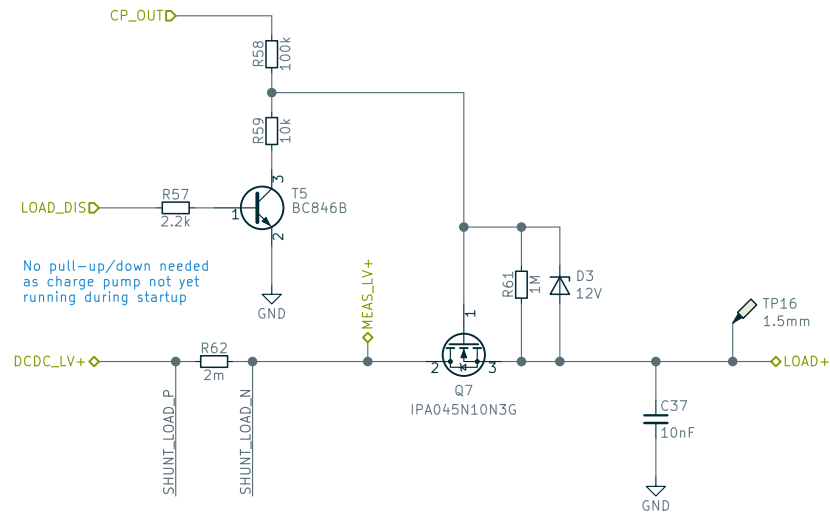 CP_OUT
R58
100k
R59
10k
3
T5
BC846B
LOAD_DIS
R57
2.2k
1
2
No pull-up/down needed
as charge pump not yet
running during startup
GND
MEAS_LV+
R61
1M
D3
12V
TP16
1.5mm
1
DCDC_LV+
R62
2m
2
3
LOAD+
Q7
IPA045N10N3G
SHUNT_LOAD_P
SHUNT_LOAD_N
C37
10nF
GND